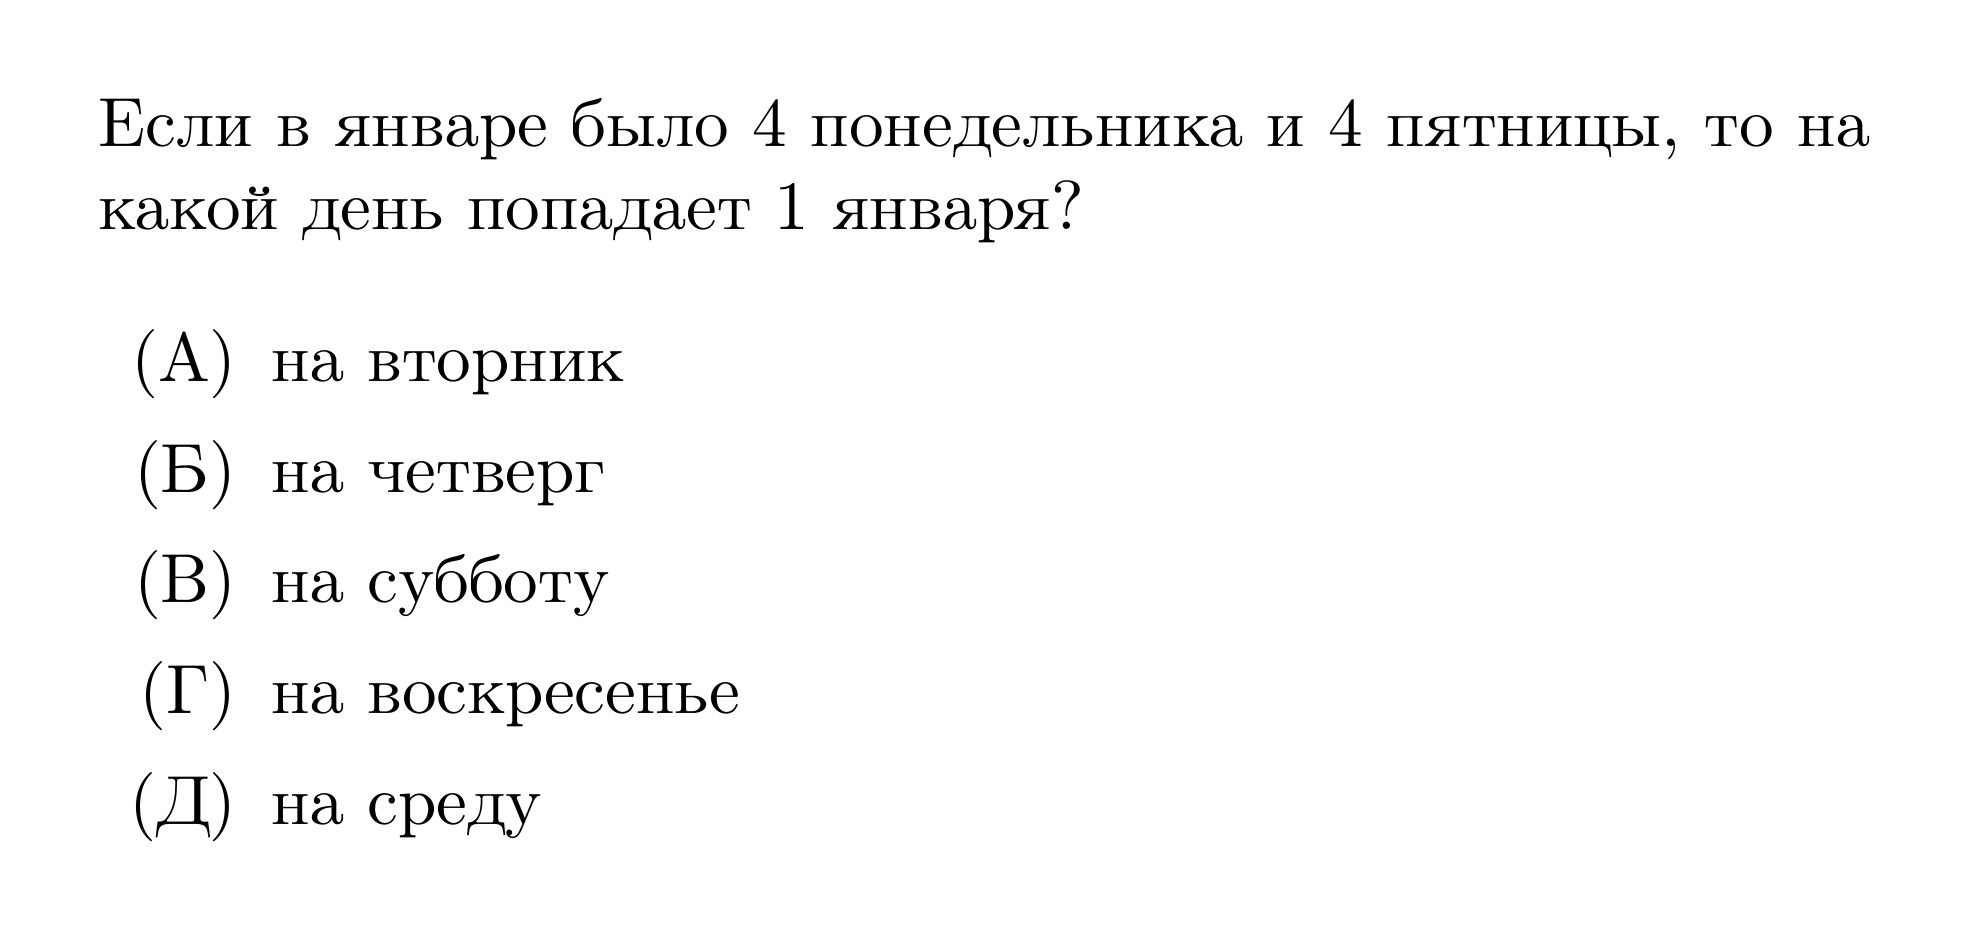 Если в январе было 4 понедельника и 4 пятницы, то на
какой день попадает 1 января?
(А) на вторник
(Б) на четверг
(В) на субботу
(Г) на воскресенье
(Д) на среду